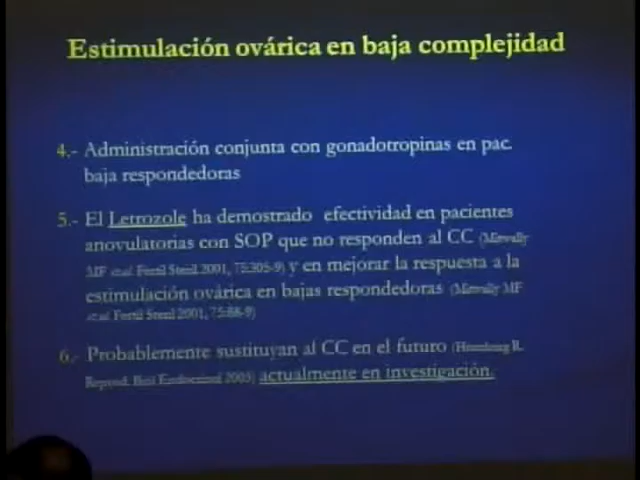 Estimulación ovárica en baja complejidad
4.- Administración conjunta con gonadotropinas en pac.
baja respondedoras
5.- El Letrozole ha demostrado efectividad en pacientes
anovulatorias con SOP que no responden al CC (Mitwally
MF et al. Fertil Steril 2001, 75:305-9) y en mejorar la respuesta a la
estimulación ovárica en bajas respondedoras (Mitwally MF
et al. Fertil Steril 2001, 75:88-9)
6.- Probablemente sustituyan al CC en el futuro (Homburg R.
Reprod. Biol Endocrinol 2003) actualmente en investigación.